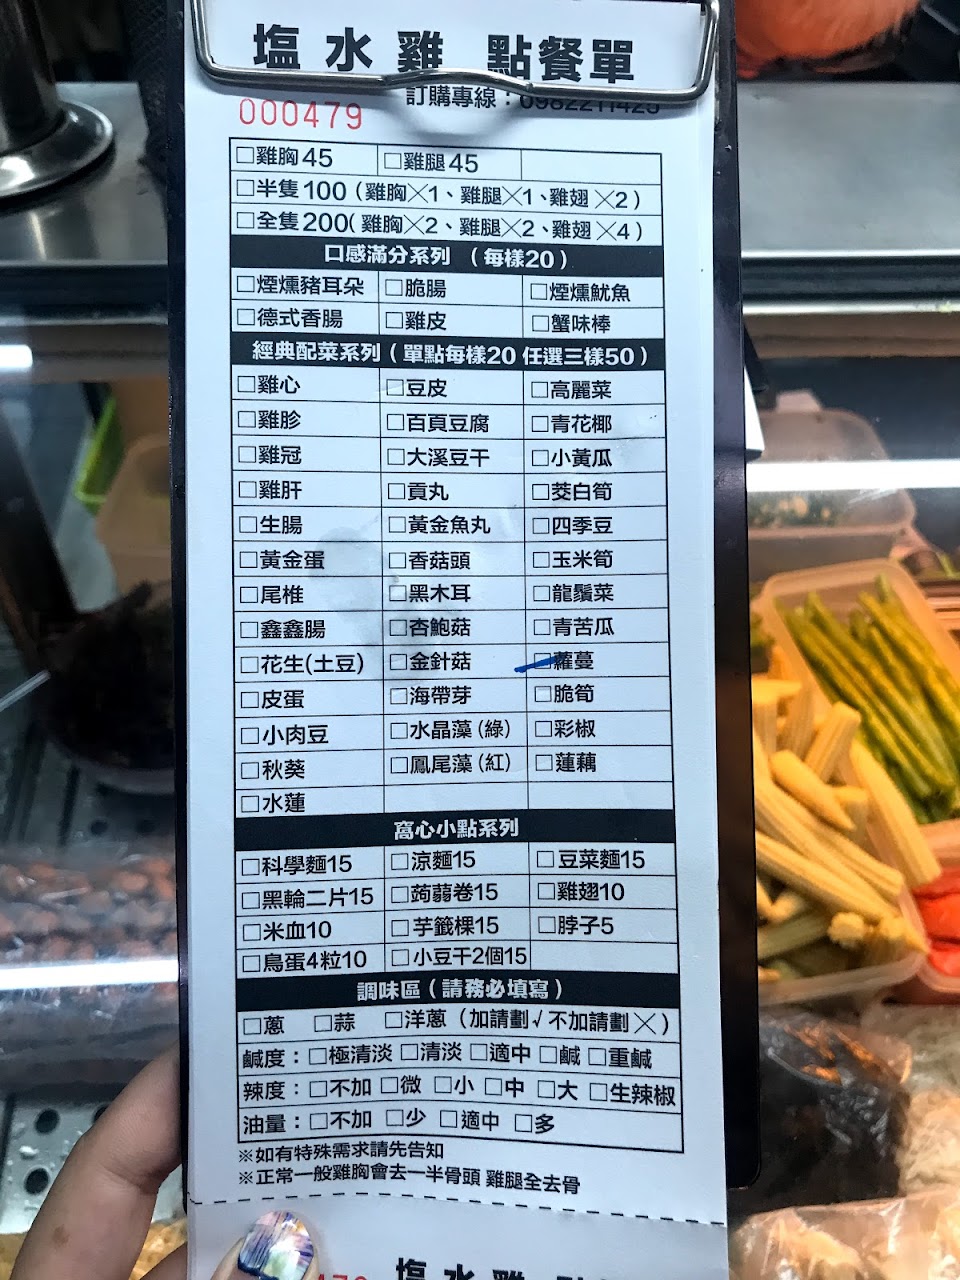 塩水雞 點餐單
訂購專線：0982211425
000479
□雞胸45 □雞腿45
□半隻100（雞胸╳1、雞腿╳1、雞翅╳2）
□全隻200（雞胸╳2、雞腿╳2、雞翅╳4）
口感滿分系列（每樣20）
□煙燻豬耳朵 □脆腸 □煙燻魷魚
□德式香腸 □雞皮 □蟹味棒
經典配菜系列（單點每樣20 任選三樣50）
□雞心 □豆皮 □高麗菜
□雞胗 □百頁豆腐 □青花椰
□雞冠 □大溪豆干 □小黃瓜
□雞肝 □貢丸 □茭白筍
□生腸 □黃金魚丸 □四季豆
□黃金蛋 □香菇頭 □玉米筍
□尾椎 □黑木耳 □龍鬚菜
□鑫鑫腸 □杏鮑菇 □青苦瓜
□花生(土豆) □金針菇 □蘿蔓
□皮蛋 □海帶芽 □脆筍
□小肉豆 □水晶藻(綠) □彩椒
□秋葵 □鳳尾藻(紅) □蓮藕
□水蓮
窩心小點系列
□科學麵15 □涼麵15 □豆菜麵15
□黑輪二片15 □蒟蒻卷15 □雞翅10
□米血10 □芋籤粿15 □脖子5
□鳥蛋4粒10 □小豆干2個15
調味區（請務必填寫）
□蔥 □蒜 □洋蔥（加請劃√不加請劃╳）
鹹度：□極清淡 □清淡 □適中 □鹹 □重鹹
辣度：□不加 □微 □小 □中 □大 □生辣椒
油量：□不加 □少 □適中 □多
※如有特殊需求請先告知
※正常一般雞胸會去一半骨頭 雞腿全去骨
塩水雞